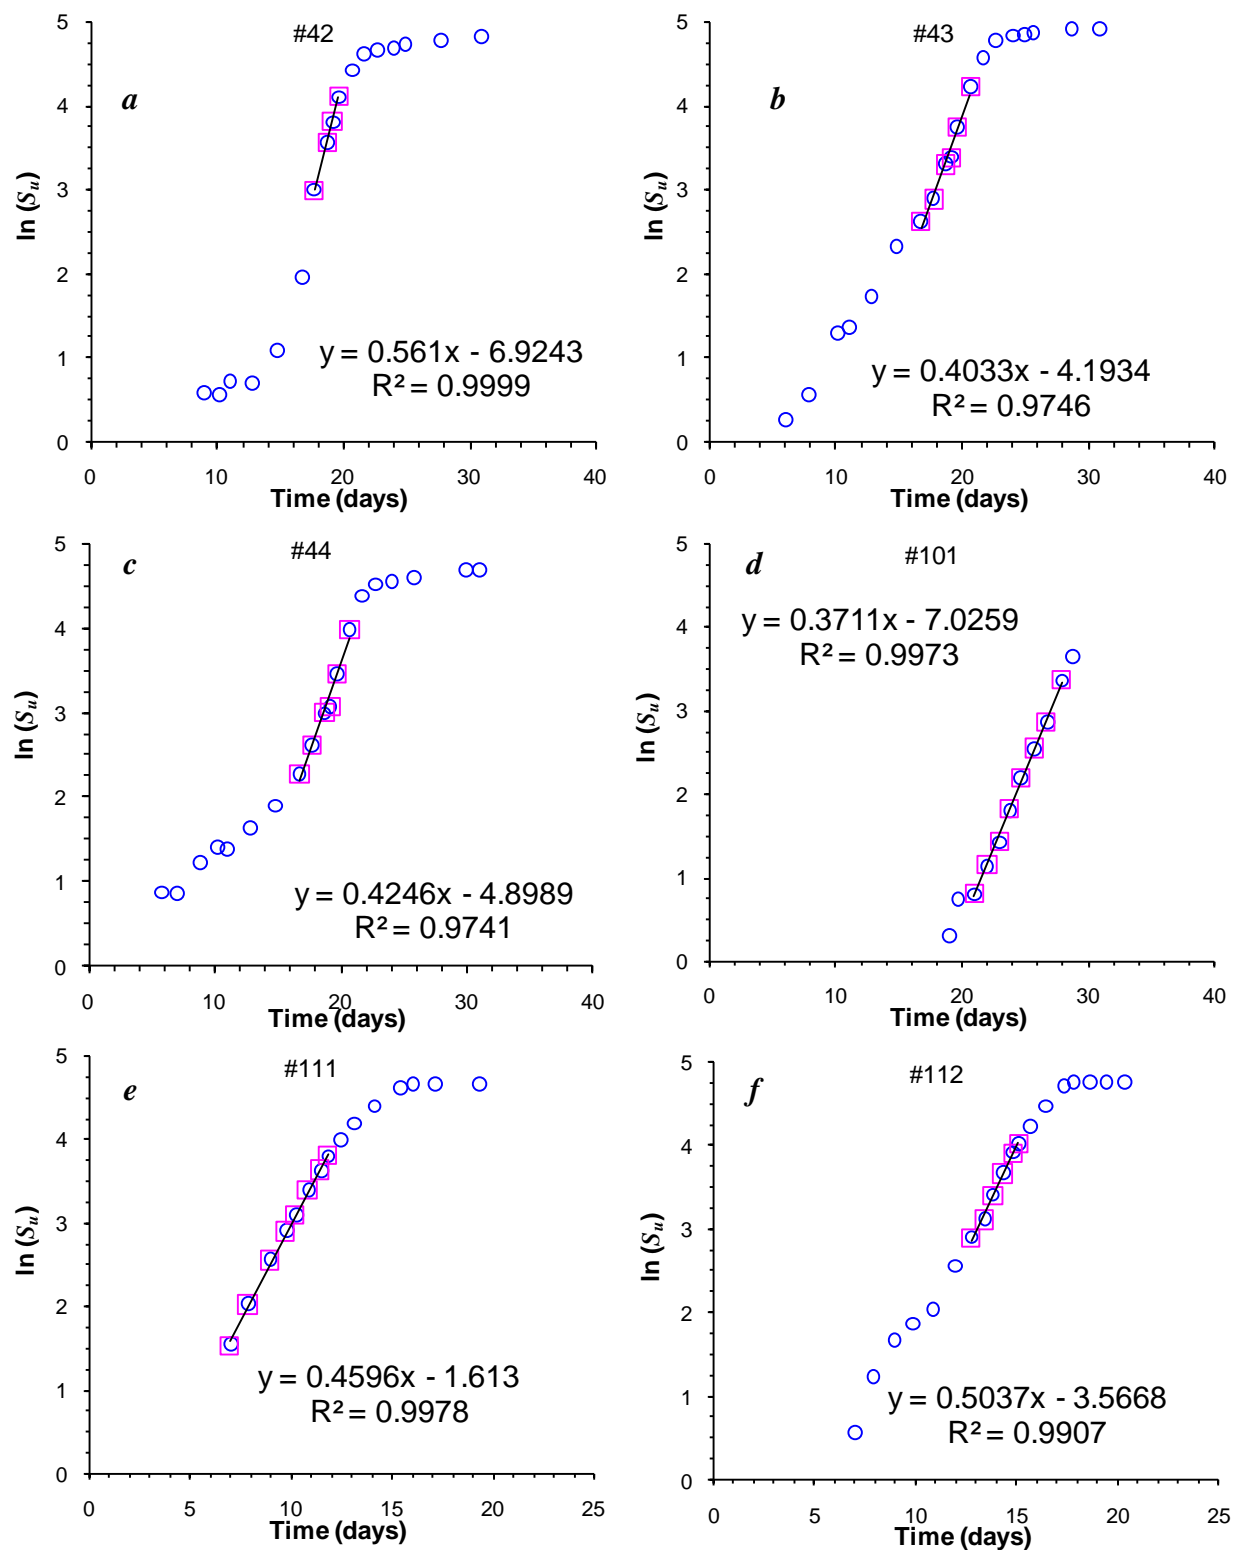 #42
a
ln (Su)
5
4
3
2
1
0
y = 0.561x - 6.9243
R² = 0.9999
0 10 20 30 40
Time (days)
#43
b
ln (Su)
5
4
3
2
1
0
y = 0.4033x - 4.1934
R² = 0.9746
0 10 20 30 40
Time (days)
#44
c
ln (Su)
5
4
3
2
1
0
y = 0.4246x - 4.8989
R² = 0.9741
0 10 20 30 40
Time (days)
#101
d
ln (Su)
5
4
3
2
1
0
y = 0.3711x - 7.0259
R² = 0.9973
0 10 20 30 40
Time (days)
#111
e
ln (Su)
5
4
3
2
1
0
y = 0.4596x - 1.613
R² = 0.9978
0 5 10 15 20 25
Time (days)
#112
f
ln (Su)
5
4
3
2
1
0
y = 0.5037x - 3.5668
R² = 0.9907
0 5 10 15 20 25
Time (days)